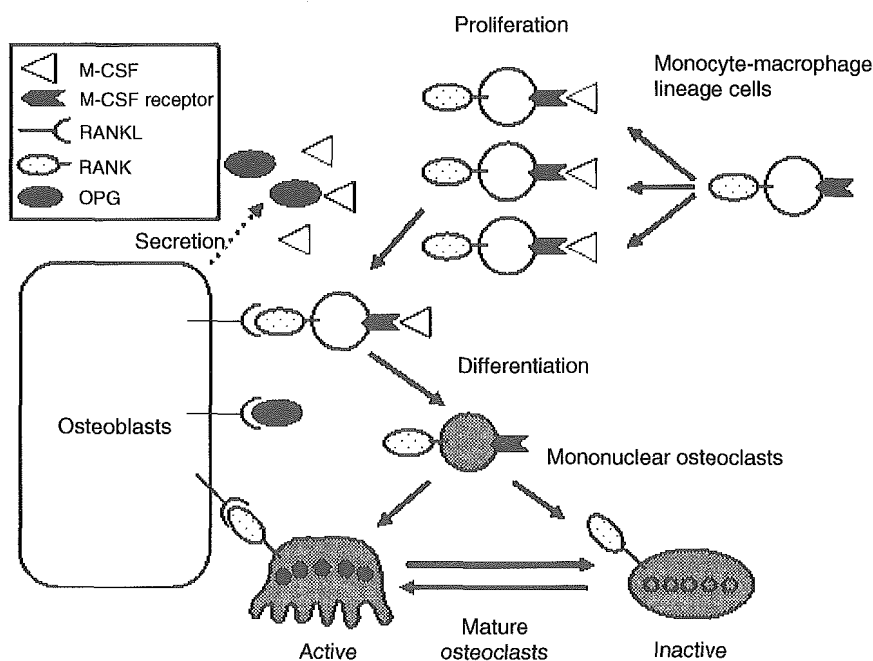 Proliferation
Monocyte-macrophage
lineage cells
M-CSF
M-CSF receptor
RANKL
RANK
OPG
Secretion
Differentiation
Osteoblasts
Mononuclear osteoclasts
Active
Mature
osteoclasts
Inactive